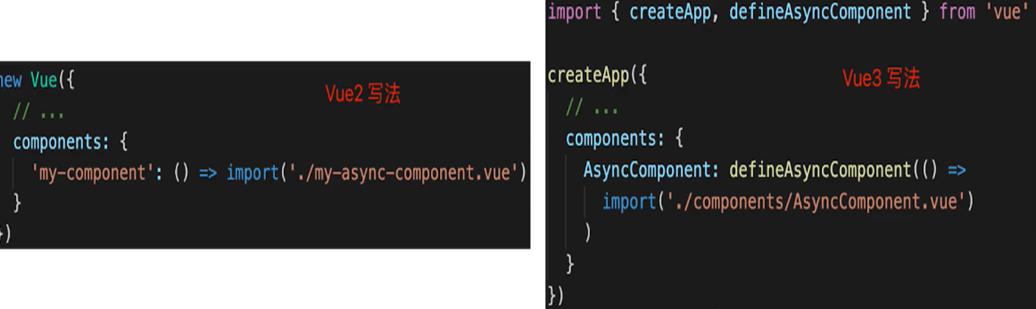 new Vue({
Vue2 写法
// ...
components: {
'my-component': () => import('./my-async-component.vue')
}
})
import { createApp, defineAsyncComponent } from 'vue'
createApp({
Vue3 写法
// ...
components: {
AsyncComponent: defineAsyncComponent(() =>
import('./components/AsyncComponent.vue')
)
}
})